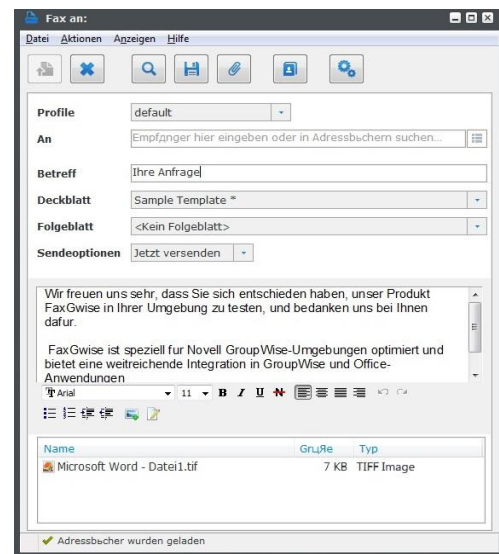 Fax an:
Datei Aktionen Anzeigen Hilfe
Profile default
An Empfдnger hier eingeben oder in Adressbьchern suchen...
Betreff Ihre Anfrage
Deckblatt Sample Template *
Folgeblatt <Kein Folgeblatt>
Sendeoptionen Jetzt versenden
Wir freuen uns sehr, dass Sie sich entschieden haben, unser Produkt
FaxGwise in Ihrer Umgebung zu testen, und bedanken uns bei Ihnen
dafur.
FaxGwise ist speziell fur Novell GroupWise-Umgebungen optimiert und
bietet eine weitreichende Integration in GroupWise und Office-
Anwendungen
Arial 11 B I U N
Name GrцЯe Typ
Microsoft Word - Datei1.tif 7 KB TIFF Image
Adressbьcher wurden geladen